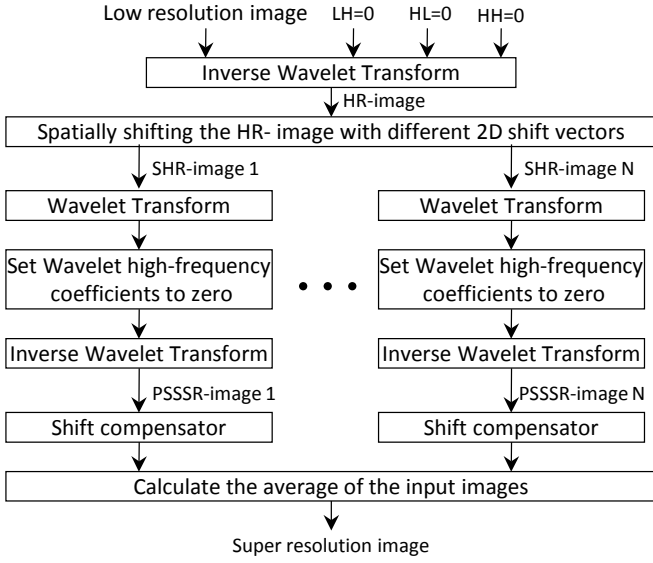 Low resolution image LH=0 HL=0 HH=0
Inverse Wavelet Transform
HR-image
Spatially shifting the HR- image with different 2D shift vectors
SHR-image 1 SHR-image N
Wavelet Transform Wavelet Transform
Set Wavelet high-frequency Set Wavelet high-frequency
coefficients to zero coefficients to zero
Inverse Wavelet Transform Inverse Wavelet Transform
PSSSR-image 1 PSSSR-image N
Shift compensator Shift compensator
Calculate the average of the input images
Super resolution image